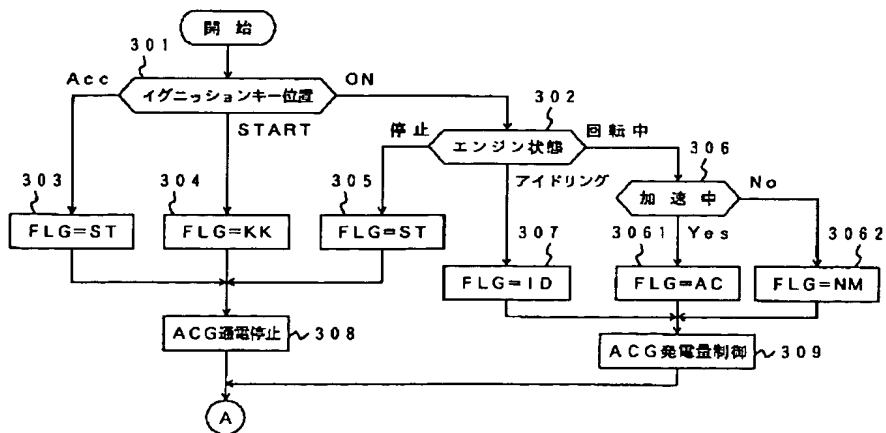 開始
301
Acc
イグニッションキー位置
ON
START
302
停止
エンジン状態
回転中
アイドリング
306
加速中
No
Yes
303
FLG=ST
304
FLG=KK
305
FLG=ST
307
FLG=ID
3061
FLG=AC
3062
FLG=NM
ACG通電停止
308
ACG発電量制御
309
A